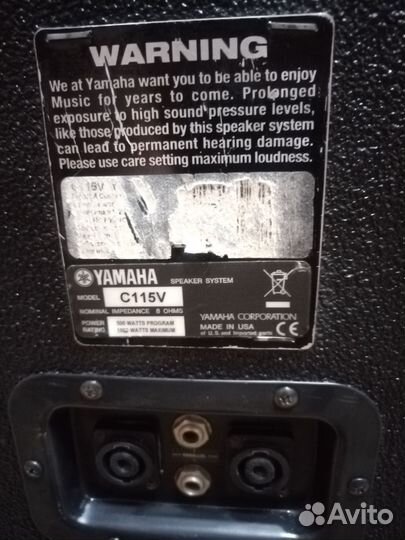 WARNING
We at Yamaha want you to be able to enjoy
Music for years to come. Prolonged
exposure to high sound pressure levels,
like those produced by this speaker system
can lead to permanent hearing damage.
Please use care setting maximum loudness.
YAMAHA SPEAKER SYSTEM
MODEL C115V
NOMINAL IMPEDANCE 8 OHMS
POWER RATING 500 WATTS PROGRAM
1000 WATTS MAXIMUM
YAMAHA CORPORATION
MADE IN USA
of U.S. and imported parts
CE
PARALLEL
Avito